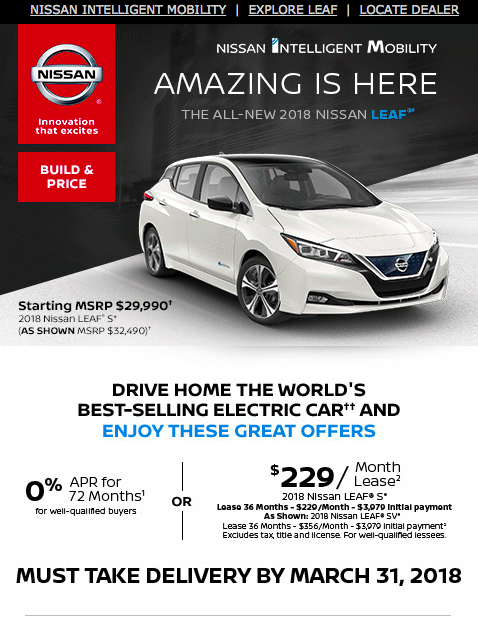 NISSAN INTELLIGENT MOBILITY | EXPLORE LEAF | LOCATE DEALER
NISSAN
Innovation
that excites
BUILD &
PRICE
NISSAN INTELLIGENT MOBILITY
AMAZING IS HERE
THE ALL-NEW 2018 NISSAN LEAF
Starting MSRP $29,990†
2018 Nissan LEAF® S*
(AS SHOWN MSRP $32,490)†
DRIVE HOME THE WORLD'S
BEST-SELLING ELECTRIC CAR†† AND
ENJOY THESE GREAT OFFERS
0% APR for
72 Months¹
for well-qualified buyers
OR
$229/ Month
Lease²
2018 Nissan LEAF® S*
Lease 36 Months - $229/Month - $3,979 initial payment
As Shown: 2018 Nissan LEAF® SV*
Lease 36 Months - $356/Month - $3,979 initial payment²
Excludes tax, title and license. For well-qualified lessees.
MUST TAKE DELIVERY BY MARCH 31, 2018